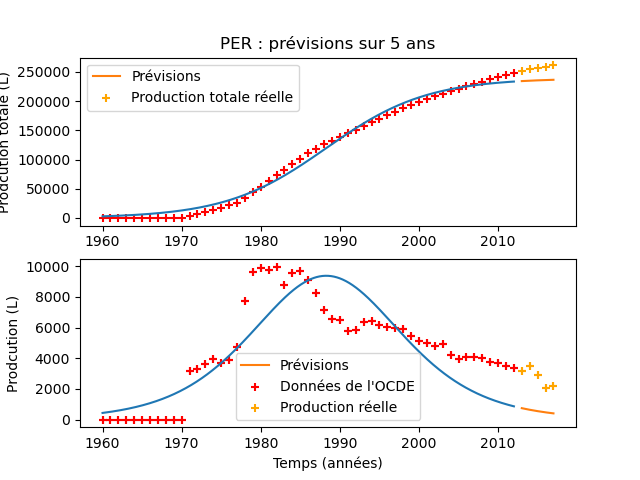 PER : prévisions sur 5 ans
Prodcution totale (L)
250000
200000
150000
100000
50000
0
Prévisions
Production totale réelle
1960 1970 1980 1990 2000 2010
Prodcution (L)
10000
8000
6000
4000
2000
0
Prévisions
Données de l'OCDE
Production réelle
1960 1970 1980 1990 2000 2010
Temps (années)